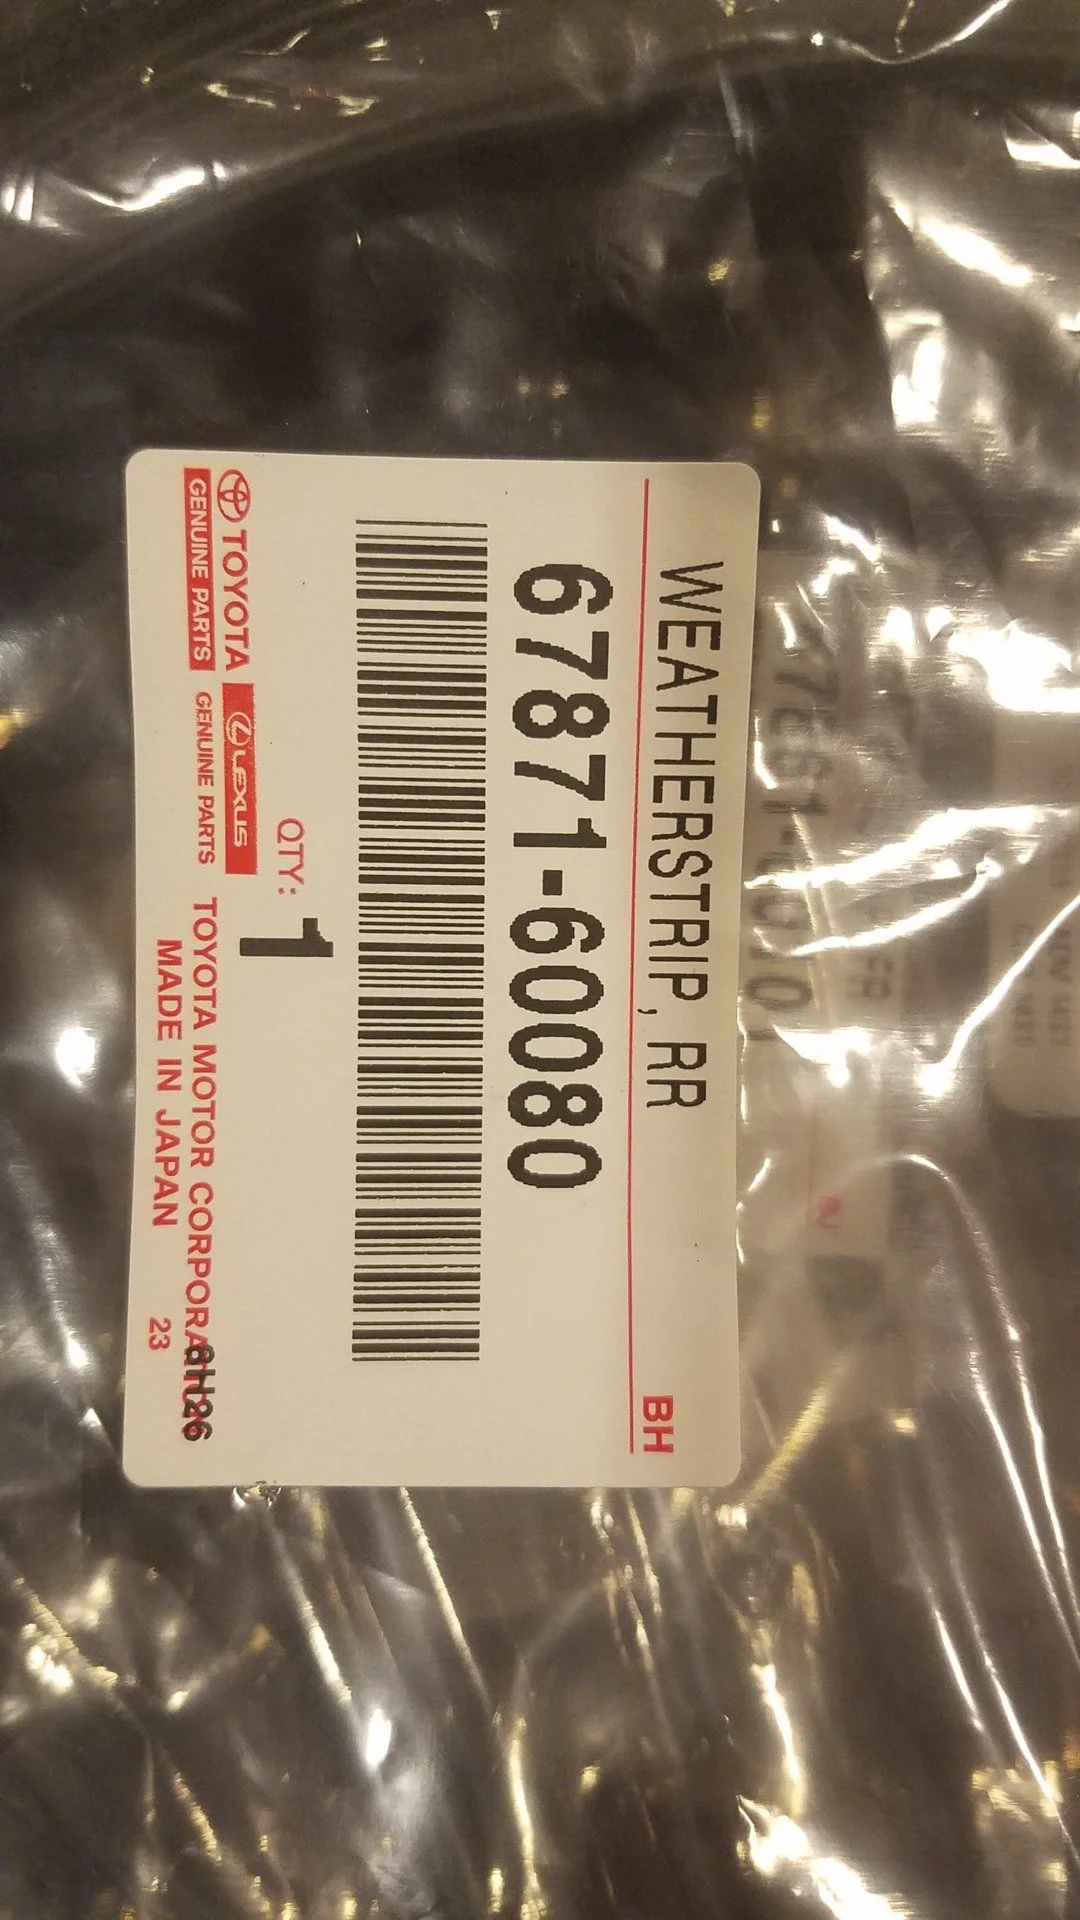 WEATHERSTRIP, RR
BH
67871-60080
QTY: 1
TOYOTA
LEXUS
GENUINE PARTS
GENUINE PARTS
TOYOTA MOTOR CORPORATION
8H26
MADE IN JAPAN
23